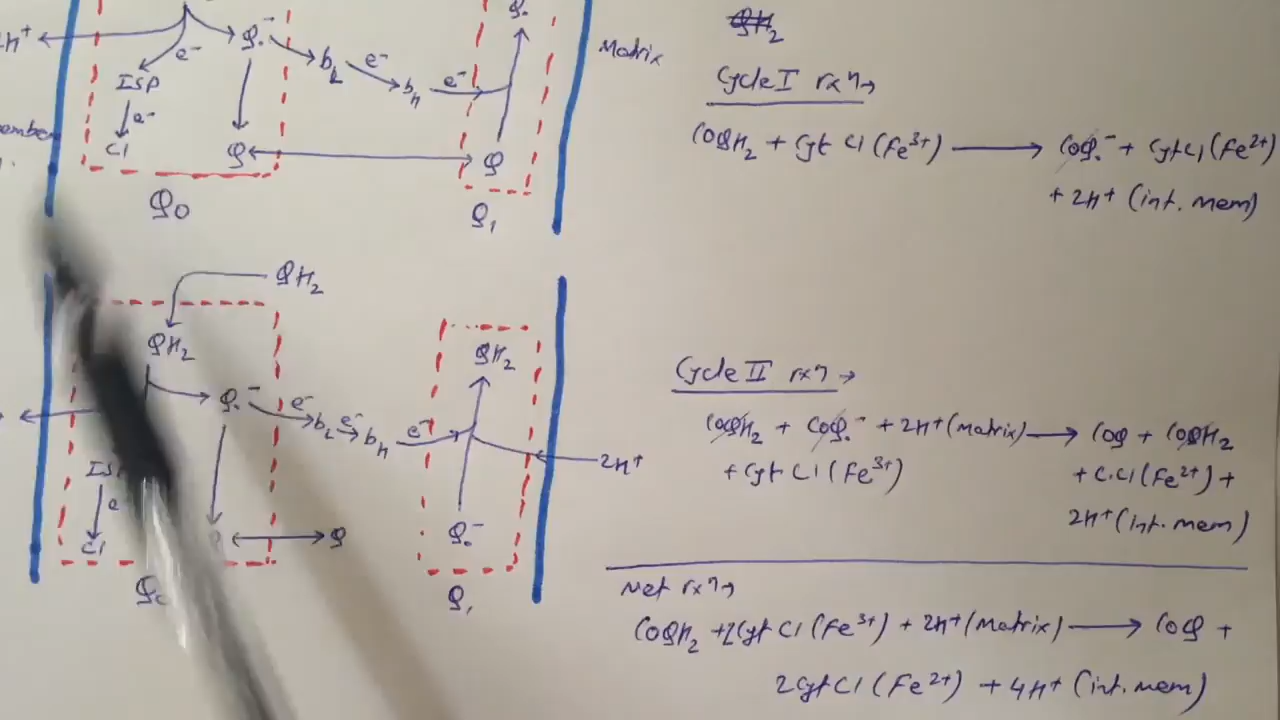 2H⁺
e⁻
ISP
e⁻
C1
Q.⁻
Q
bL
e⁻
bH
e⁻
Q.
Q
Matrix
Q0
Q1
QH₂
Cycle I rxn→
CoQH₂ + Cyt C1 (Fe³⁺) ⟶ CoQ.⁻ + Cyt C1 (Fe²⁺)
+ 2H⁺ (int. mem)
QH₂
QH₂
Q.⁻
e⁻
bL
e⁻
bH
e⁻
QH₂
2H⁺
Q.⁻
C1
Q
Q1
Cycle II rxn→
CoQH₂ + CoQ.⁻ + 2H⁺ (matrix) ⟶ CoQ + CoQH₂
+ Cyt C1 (Fe³⁺) + C.C1 (Fe²⁺) +
2H⁺ (int. mem)
Net rxn→
CoQH₂ + 2Cyt C1 (Fe³⁺) + 2H⁺ (Matrix) ⟶ CoQ +
2Cyt C1 (Fe²⁺) + 4H⁺ (int. mem)